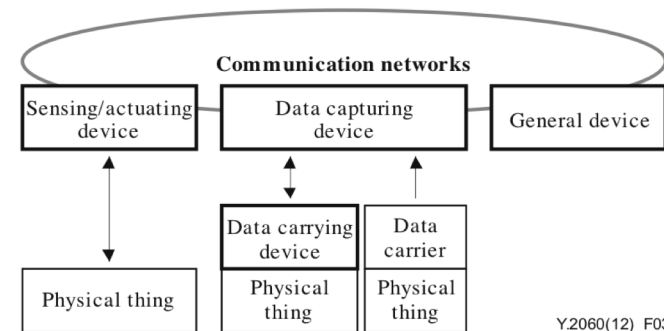 Communication networks
Sensing/actuating
device
Data capturing
device
General device
Data carrying
device
Data
carrier
Physical thing
Physical
thing
Physical
thing
Y.2060(12)_F03